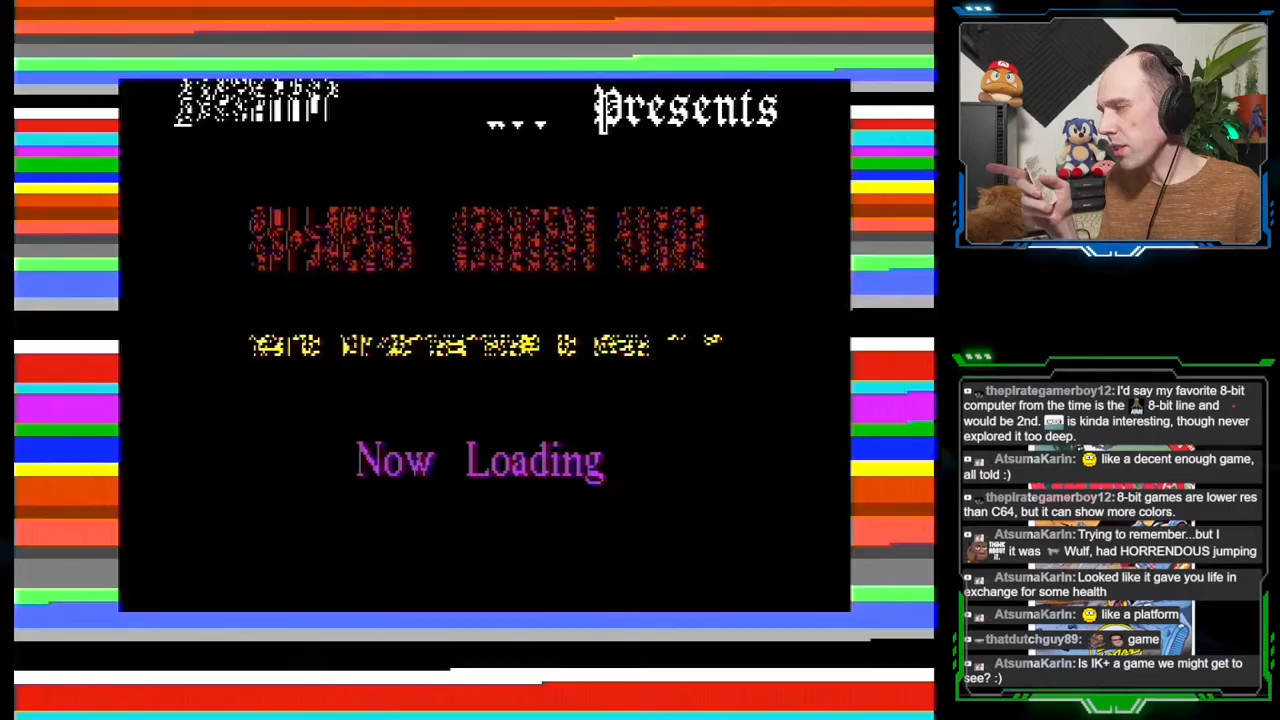 ... Presents
Now Loading
thepirategamerboy12: I'd say my favorite 8-bit
computer from the time is the 8-bit line and
would be 2nd. is kinda interesting, though never
explored it too deep.
AtsumaKarin: like a decent enough game,
all told :)
thepirategamerboy12: 8-bit games are lower res
than C64, but it can show more colors.
AtsumaKarin: Trying to remember...but I
it was Wulf, had HORRENDOUS jumping
AtsumaKarin: Looked like it gave you life in
exchange for some health
AtsumaKarin: like a platform
thatdutchguy89: game
AtsumaKarin: Is IK+ a game we might get to
see? :)